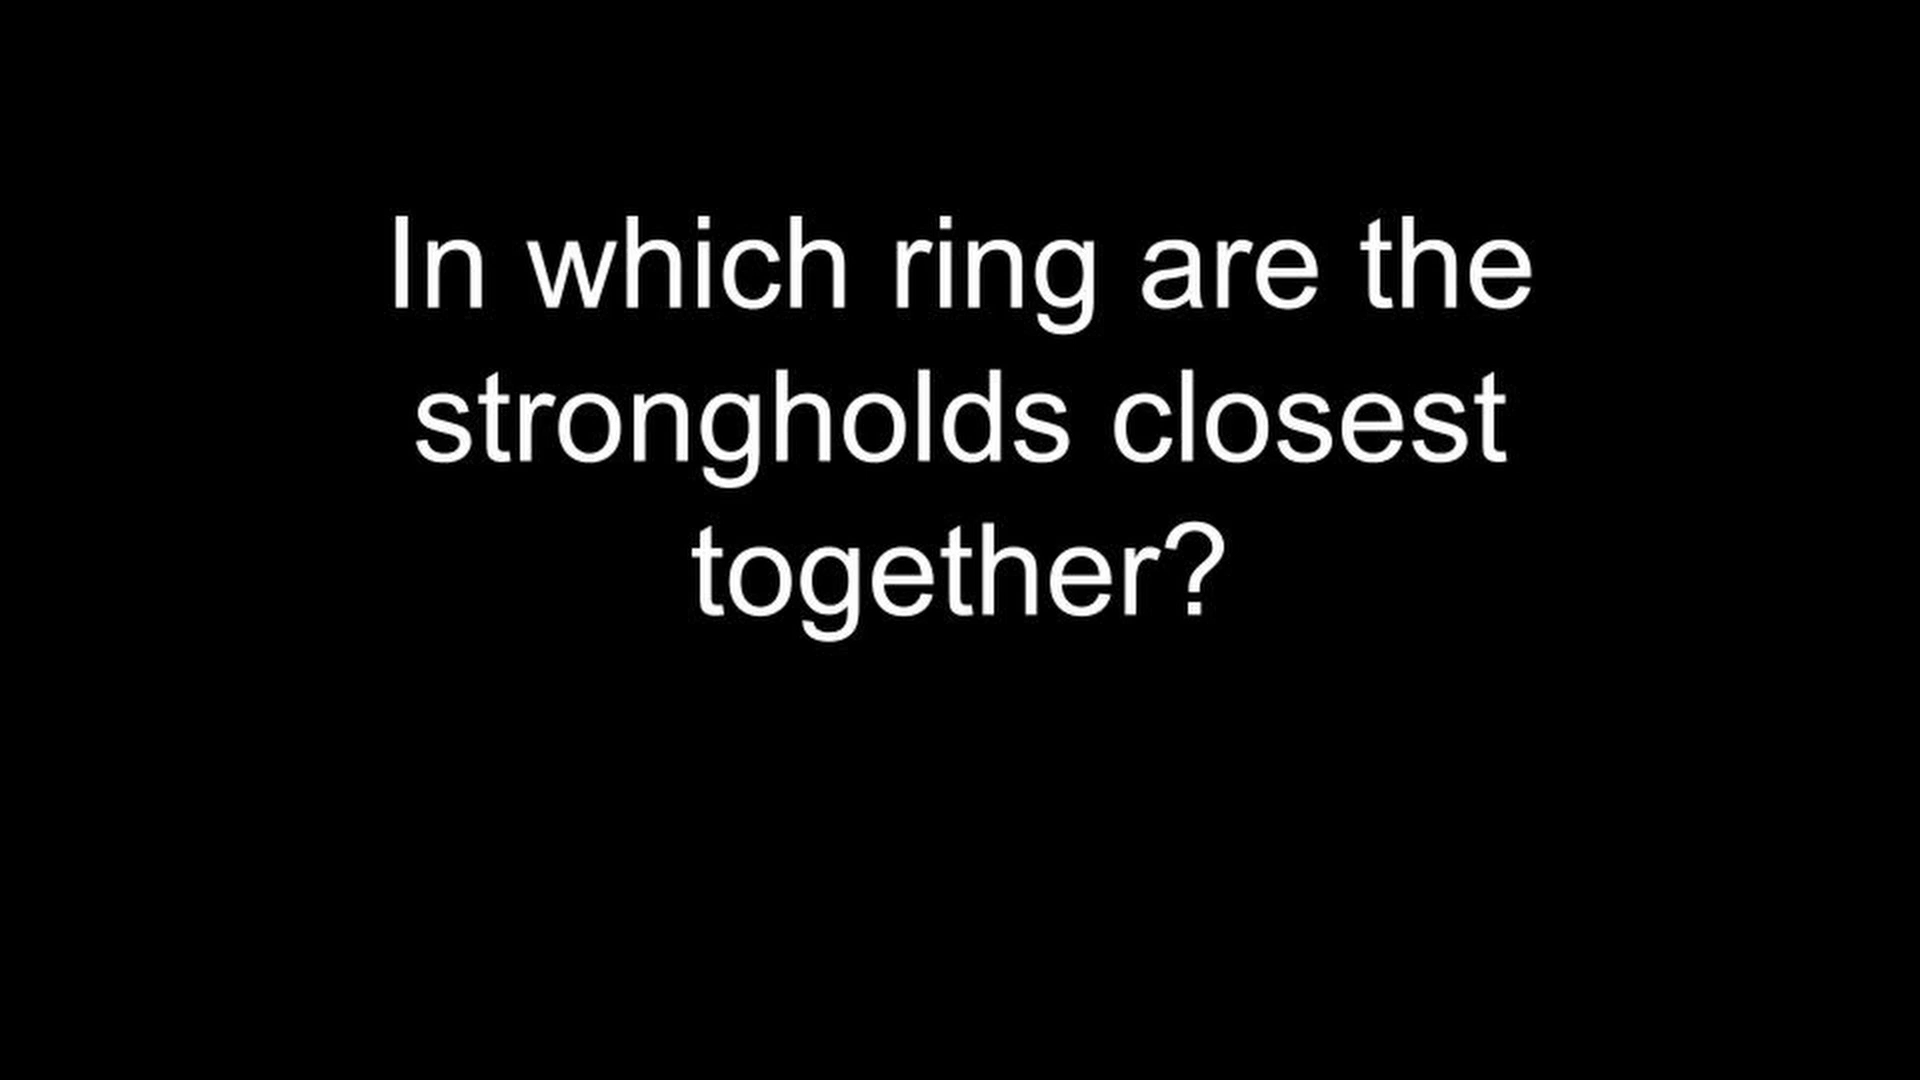 In which ring are the
strongholds closest
together?